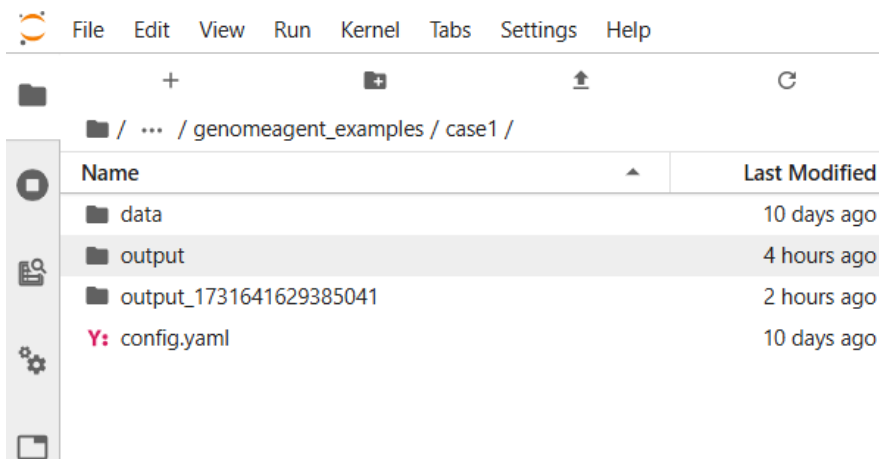 File Edit View Run Kernel Tabs Settings Help
/ ··· / genomeagent_examples / case1 /
Name Last Modified
data 10 days ago
output 4 hours ago
output_1731641629385041 2 hours ago
Y: config.yaml 10 days ago